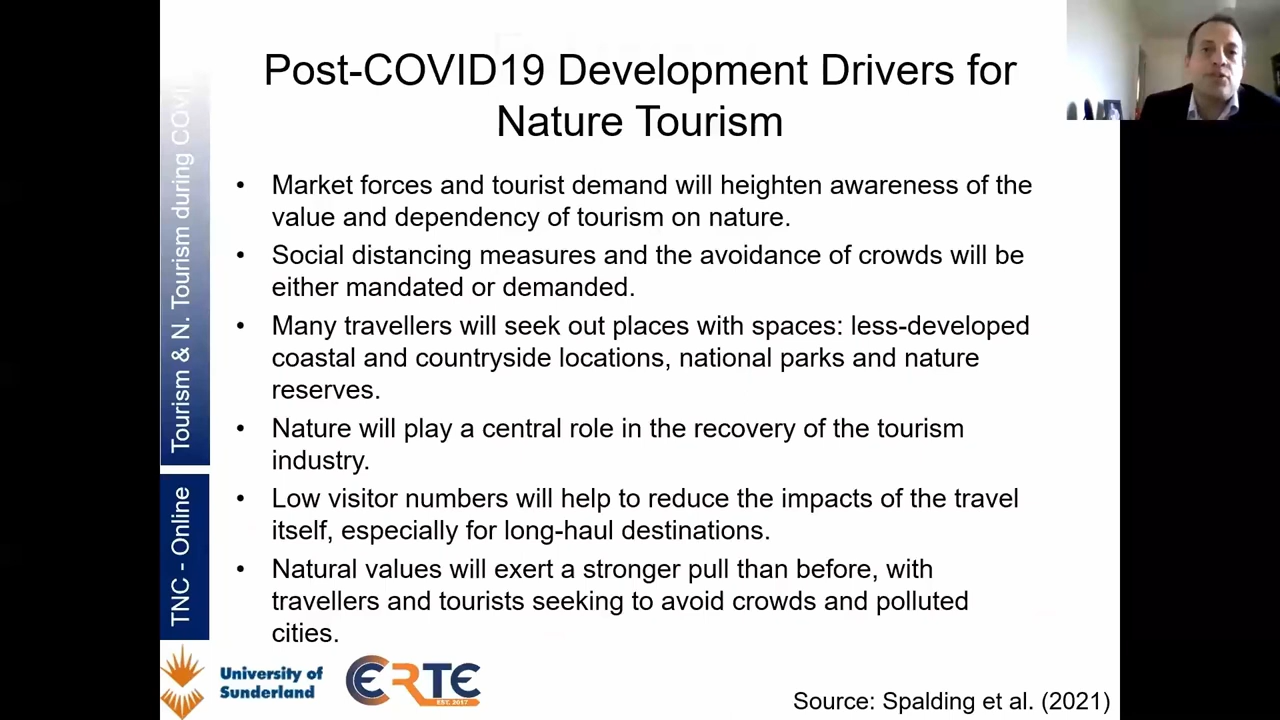 Post-COVID19 Development Drivers for
Nature Tourism
• Market forces and tourist demand will heighten awareness of the
value and dependency of tourism on nature.
• Social distancing measures and the avoidance of crowds will be
either mandated or demanded.
• Many travellers will seek out places with spaces: less-developed
coastal and countryside locations, national parks and nature
reserves.
• Nature will play a central role in the recovery of the tourism
industry.
• Low visitor numbers will help to reduce the impacts of the travel
itself, especially for long-haul destinations.
• Natural values will exert a stronger pull than before, with
travellers and tourists seeking to avoid crowds and polluted
cities.
Tourism & N. Tourism during COVI
TNC - Online
University of
Sunderland
CERTE
EST. 2017
Source: Spalding et al. (2021)